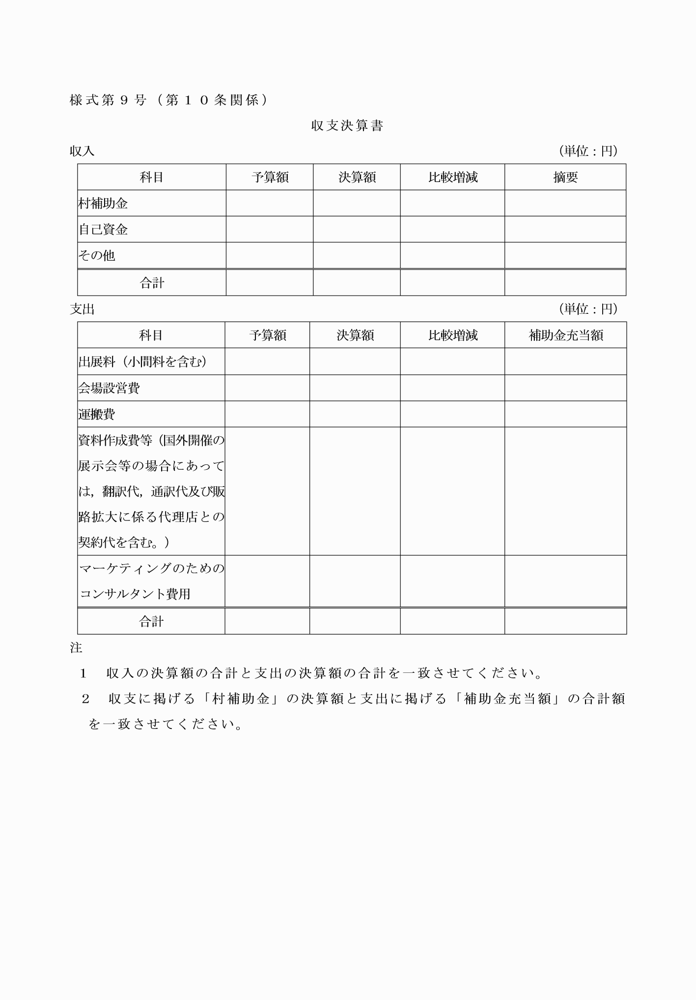 様式第９号（第１０条関係）
収支決算書
収入　（単位：円）
科目　予算額　決算額　比較増減　摘要
村補助金
自己資金
その他
合計
支出　（単位：円）
科目　予算額　決算額　比較増減　補助金充当額
出展料（小間料を含む）
会場設営費
運搬費
資料作成費等（国外開催の
展示会等の場合にあって
は，翻訳代，通訳代及び販
路拡大に係る代理店との
契約代を含む。）
マーケティングのための
コンサルタント費用
合計
注
１　収入の決算額の合計と支出の決算額の合計を一致させてください。
２　収支に掲げる「村補助金」の決算額と支出に掲げる「補助金充当額」の合計額
を一致させてください。